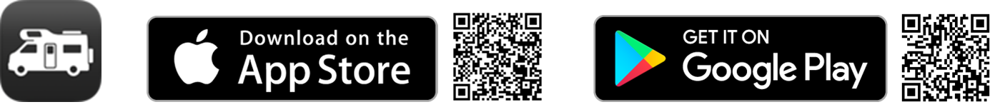 Download on the
App Store
GET IT ON
Google Play